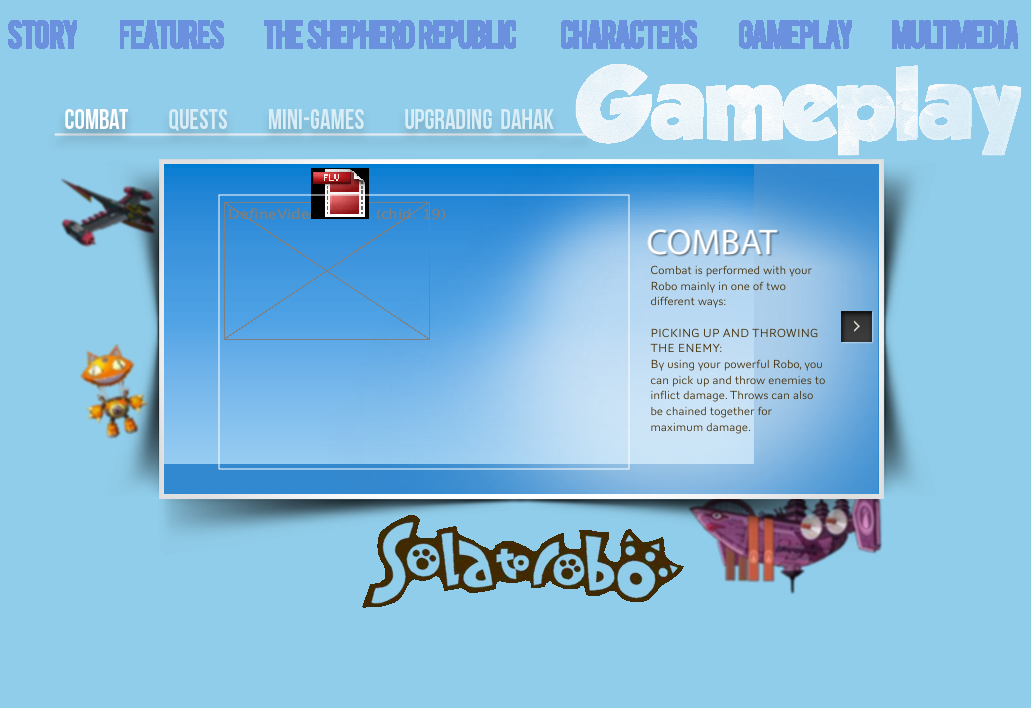 STORY FEATURES THE SHEPHERD REPUBLIC CHARACTERS GAMEPLAY MULTIMEDIA
Gameplay
COMBAT QUESTS MINI-GAMES UPGRADING DAHAK
FLV
(chid: 19)
COMBAT
Combat is performed with your
Robo mainly in one of two
different ways:
PICKING UP AND THROWING
THE ENEMY:
By using your powerful Robo, you
can pick up and throw enemies to
inflict damage. Throws can also
be chained together for
maximum damage.
Solatorobo